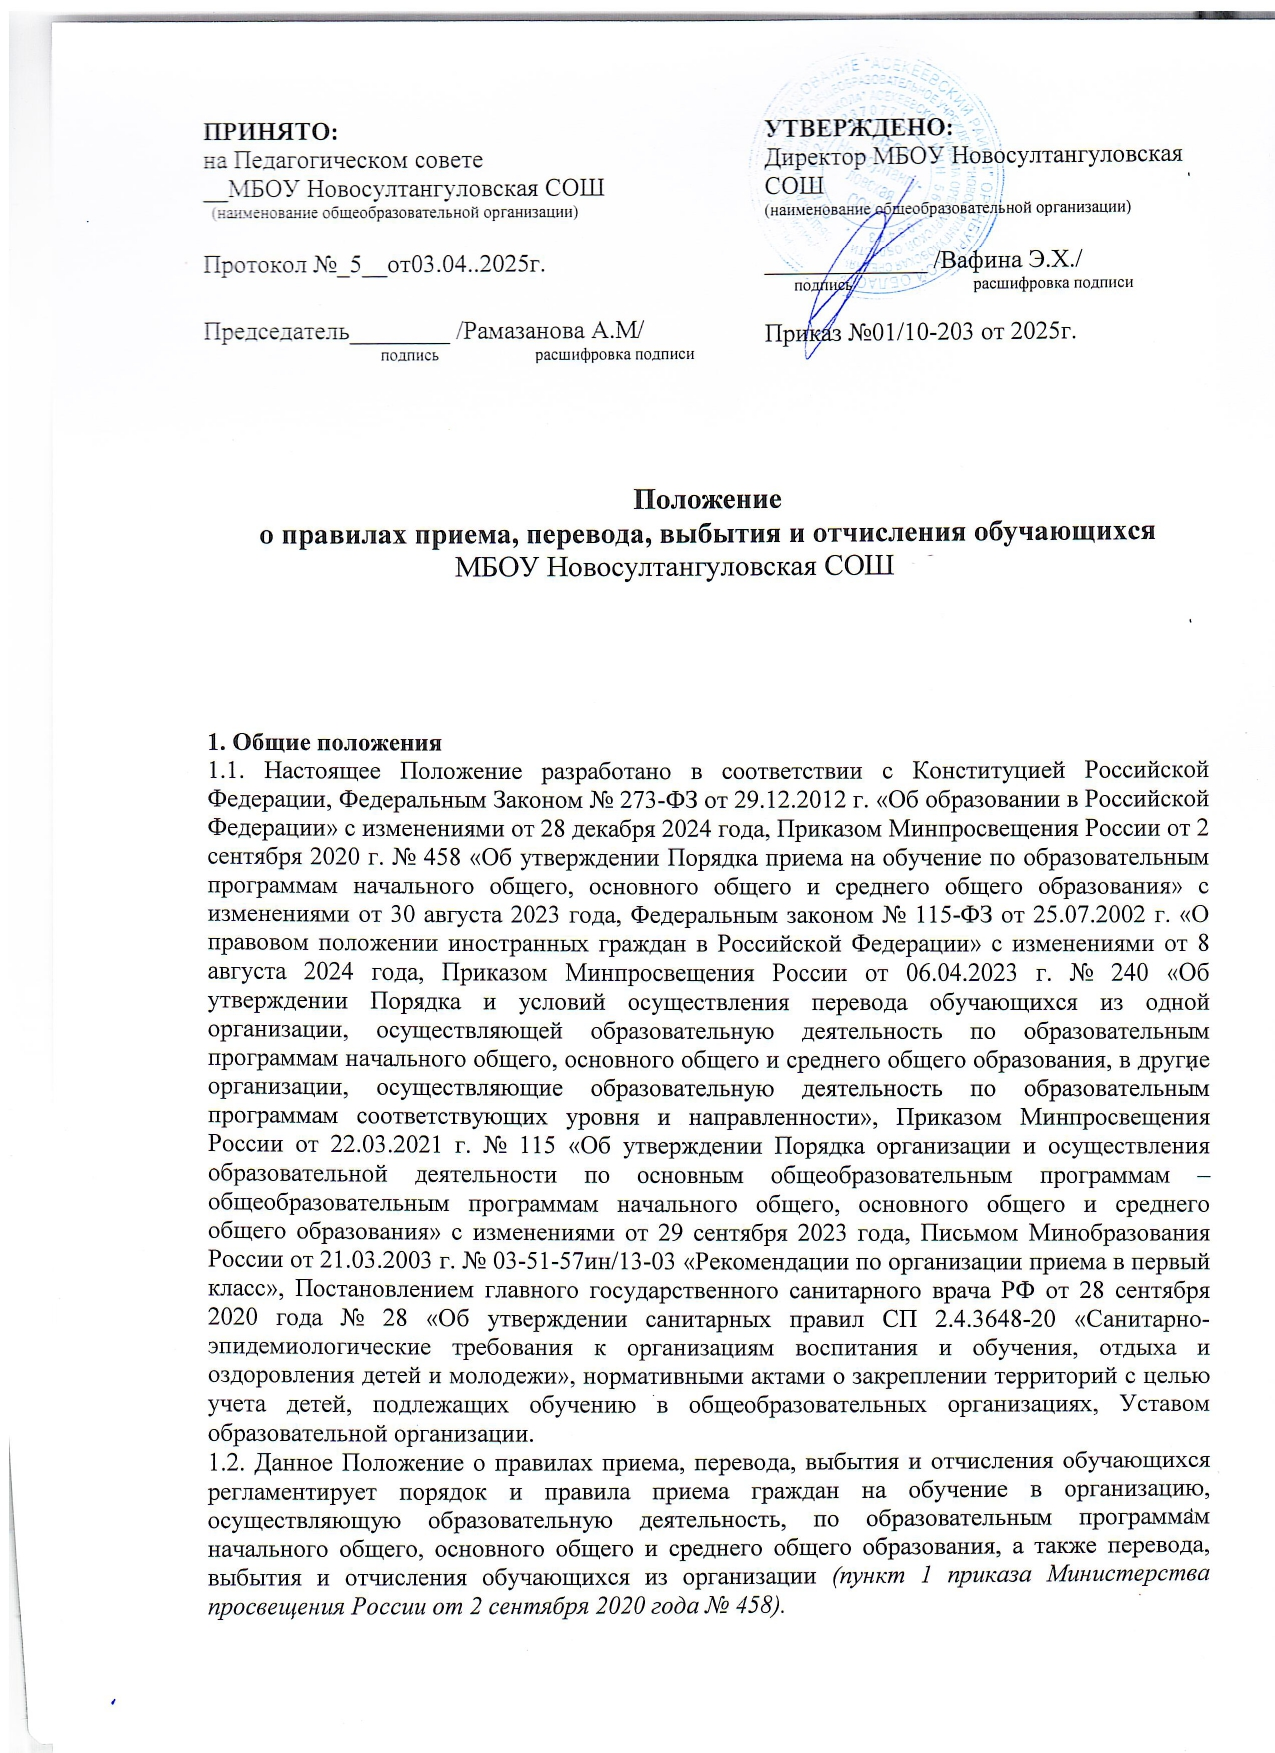 ПРИНЯТО:
на Педагогическом совете
__МБОУ Новосултангуловская СОШ
(наименование общеобразовательной организации)
Протокол №_5__от03.04..2025г.
Председатель________ /Рамазанова А.М/
подпись расшифровка подписи
УТВЕРЖДЕНО:
Директор МБОУ Новосултангуловская
СОШ
(наименование общеобразовательной организации)
_____________ /Вафина Э.Х./
подпись расшифровка подписи
Приказ №01/10-203 от 2025г.
Положение
о правилах приема, перевода, выбытия и отчисления обучающихся
МБОУ Новосултангуловская СОШ
1. Общие положения
1.1. Настоящее Положение разработано в соответствии с Конституцией Российской
Федерации, Федеральным Законом № 273-ФЗ от 29.12.2012 г. «Об образовании в Российской
Федерации» с изменениями от 28 декабря 2024 года, Приказом Минпросвещения России от 2
сентября 2020 г. № 458 «Об утверждении Порядка приема на обучение по образовательным
программам начального общего, основного общего и среднего общего образования» с
изменениями от 30 августа 2023 года, Федеральным законом № 115-ФЗ от 25.07.2002 г. «О
правовом положении иностранных граждан в Российской Федерации» с изменениями от 8
августа 2024 года, Приказом Минпросвещения России от 06.04.2023 г. № 240 «Об
утверждении Порядка и условий осуществления перевода обучающихся из одной
организации, осуществляющей образовательную деятельность по образовательным
программам начального общего, основного общего и среднего общего образования, в другие
организации, осуществляющие образовательную деятельность по образовательным
программам соответствующих уровня и направленности», Приказом Минпросвещения
России от 22.03.2021 г. № 115 «Об утверждении Порядка организации и осуществления
образовательной деятельности по основным общеобразовательным программам –
общеобразовательным программам начального общего, основного общего и среднего
общего образования» с изменениями от 29 сентября 2023 года, Письмом Минобразования
России от 21.03.2003 г. № 03-51-57ин/13-03 «Рекомендации по организации приема в первый
класс», Постановлением главного государственного санитарного врача РФ от 28 сентября
2020 года № 28 «Об утверждении санитарных правил СП 2.4.3648-20 «Санитарно-
эпидемиологические требования к организациям воспитания и обучения, отдыха и
оздоровления детей и молодежи», нормативными актами о закреплении территорий с целью
учета детей, подлежащих обучению в общеобразовательных организациях, Уставом
образовательной организации.
1.2. Данное Положение о правилах приема, перевода, выбытия и отчисления обучающихся
регламентирует порядок и правила приема граждан на обучение в организацию,
осуществляющую образовательную деятельность, по образовательным программам
начального общего, основного общего и среднего общего образования, а также перевода,
выбытия и отчисления обучающихся из организации (пункт 1 приказа Министерства
просвещения России от 2 сентября 2020 года № 458).